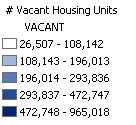 # Vacant Housing Units
VACANT
26,507 - 108,142
108,143 - 196,013
196,014 - 293,836
293,837 - 472,747
472,748 - 965,018